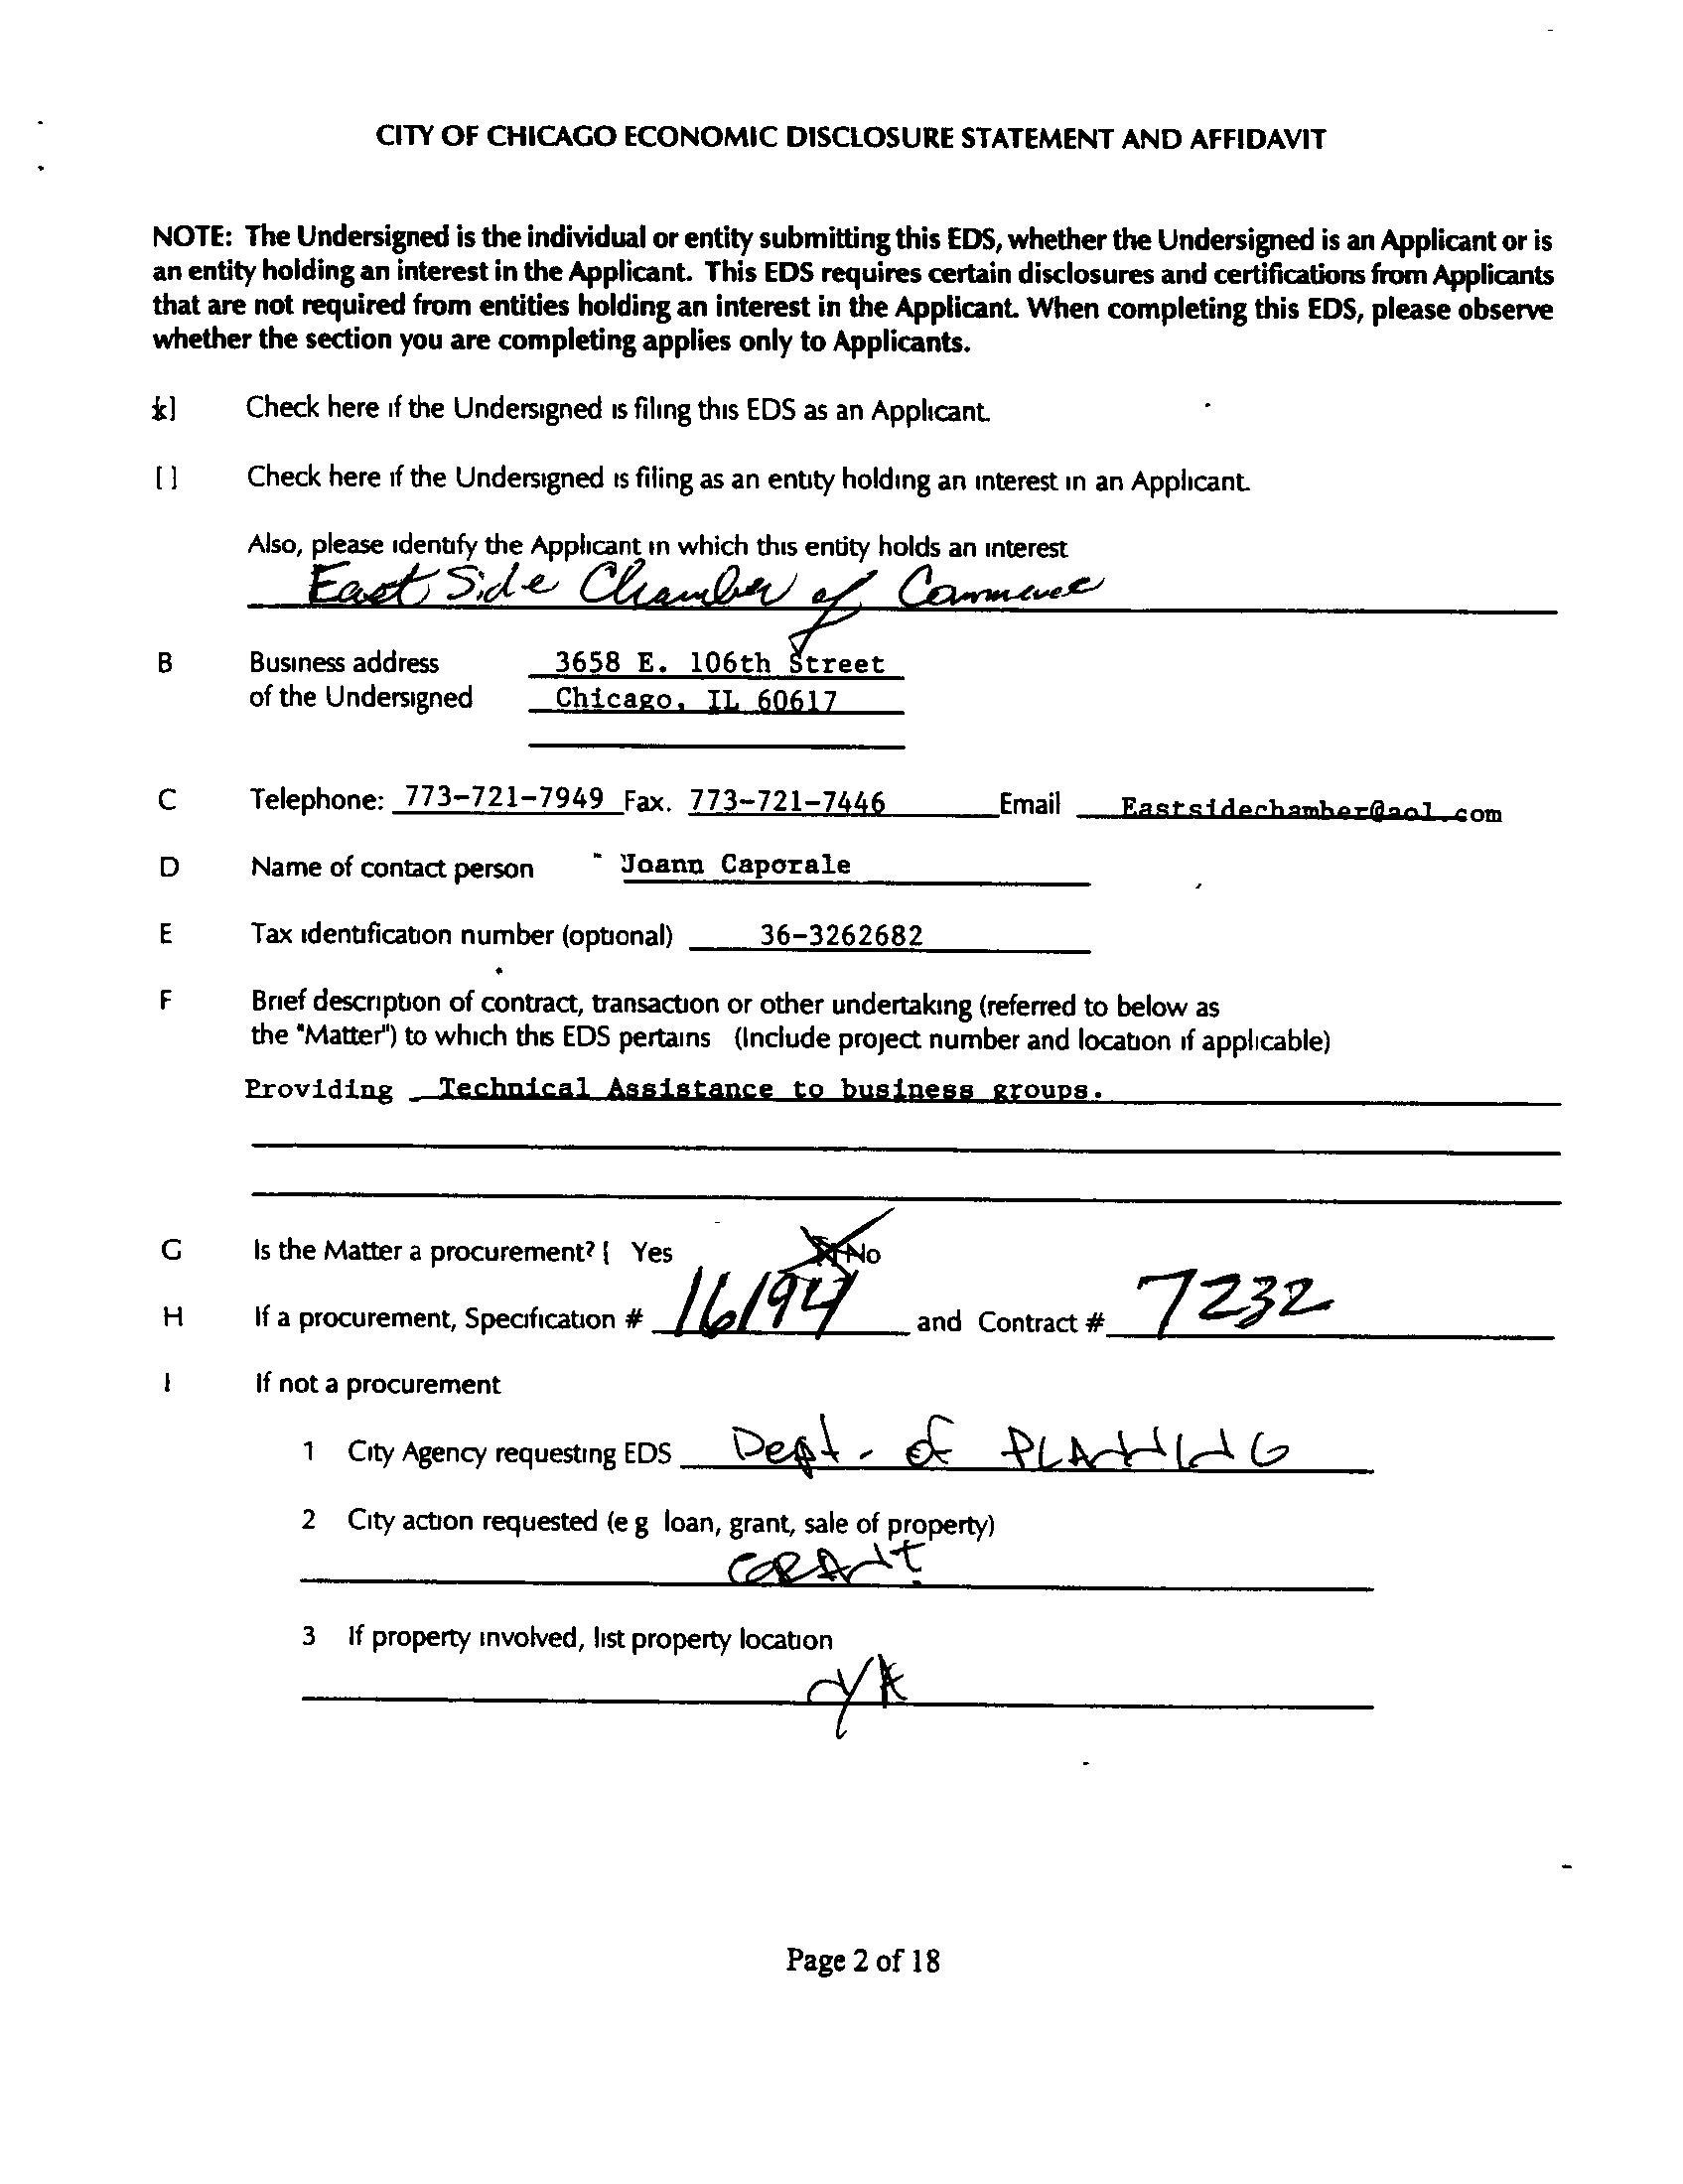 CITY OF CHICAGO ECONOMIC DISCLOSURE STATEMENT AND AFFIDAVIT
NOTE: The Undersigned is the individual or entity submitting this EDS, whether the Undersigned is an Applicant or is
an entity holding an interest in the Applicant. This EDS requires certain disclosures and certifications from Applicants
that are not required from entities holding an interest in the Applicant. When completing this EDS, please observe
whether the section you are completing applies only to Applicants.
[x] Check here if the Undersigned is filing this EDS as an Applicant.
[ ] Check here if the Undersigned is filing as an entity holding an interest in an Applicant.
Also, please identify the Applicant in which this entity holds an interest
East Side Chamber of Commerce
B Business address 3658 E. 106th Street
of the Undersigned Chicago, IL 60617
C Telephone: 773-721-7949 Fax. 773-721-7446 Email Eastsidechamber@aol.com
D Name of contact person Joann Caporale
E Tax identification number (optional) 36-3262682
F Brief description of contract, transaction or other undertaking (referred to below as
the "Matter") to which this EDS pertains (Include project number and location if applicable)
Providing Technical Assistance to business groups.
G Is the Matter a procurement? [ Yes [X] No
H If a procurement, Specification # 16194 and Contract # 7232
I If not a procurement
1 City Agency requesting EDS Dept. of PLANNING
2 City action requested (e g loan, grant, sale of property)
GRANT
3 If property involved, list property location
N/A
Page 2 of 18